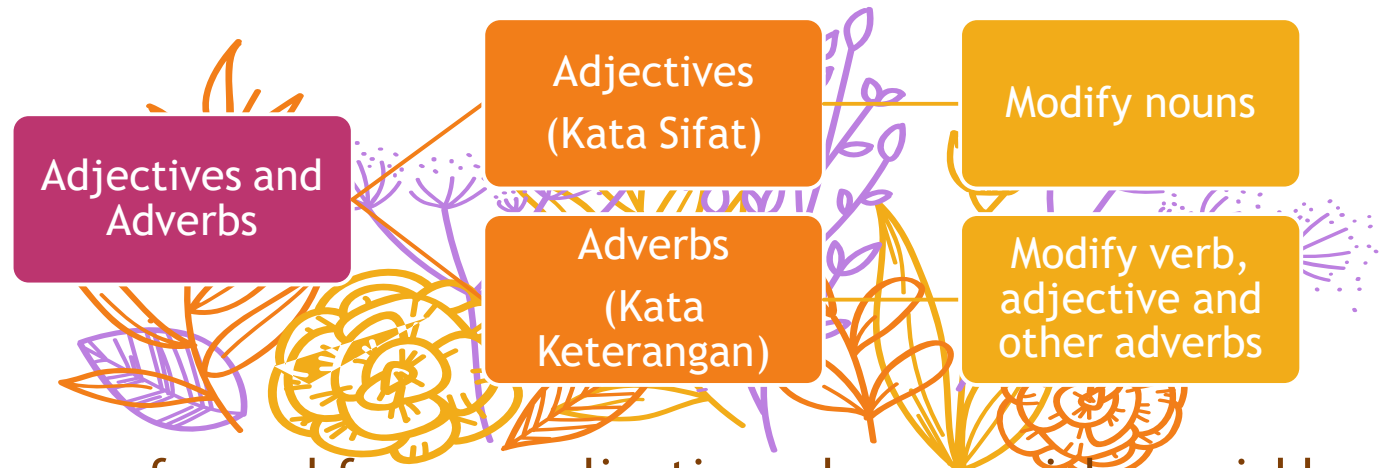 Adjectives and
Adverbs
Adjectives
(Kata Sifat)
Modify nouns
Adverbs
(Kata
Keterangan)
Modify verb,
adjective and
other adverbs